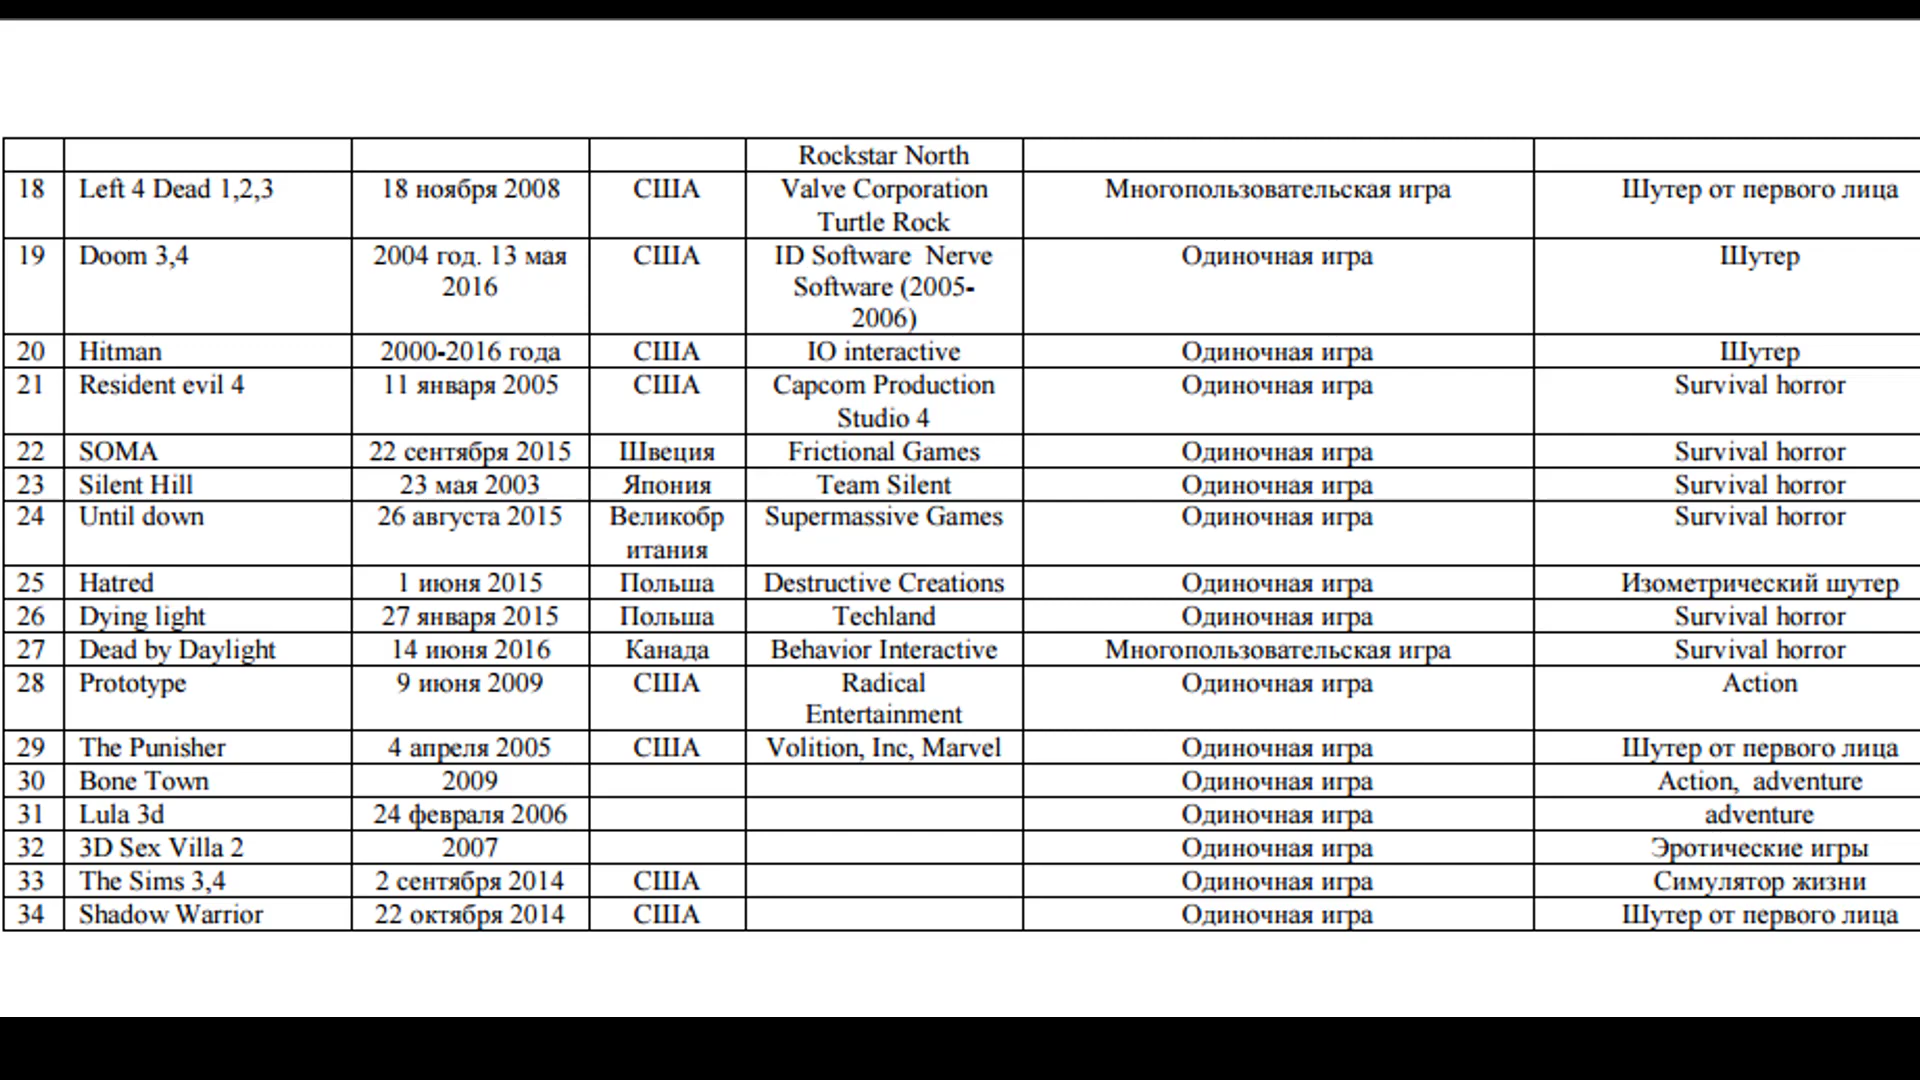 Rockstar North
18 Left 4 Dead 1,2,3 18 ноября 2008 США Valve Corporation Многопользовательская игра Шутер от первого лица
Turtle Rock
19 Doom 3,4 2004 год. 13 мая США ID Software Nerve Одиночная игра Шутер
2016 Software (2005-
2006)
20 Hitman 2000-2016 года США IO interactive Одиночная игра Шутер
21 Resident evil 4 11 января 2005 США Capcom Production Одиночная игра Survival horror
Studio 4
22 SOMA 22 сентября 2015 Швеция Frictional Games Одиночная игра Survival horror
23 Silent Hill 23 мая 2003 Япония Team Silent Одиночная игра Survival horror
24 Until down 26 августа 2015 Великобр Supermassive Games Одиночная игра Survival horror
итания
25 Hatred 1 июня 2015 Польша Destructive Creations Одиночная игра Изометрический шутер
26 Dying light 27 января 2015 Польша Techland Одиночная игра Survival horror
27 Dead by Daylight 14 июня 2016 Канада Behavior Interactive Многопользовательская игра Survival horror
28 Prototype 9 июня 2009 США Radical Одиночная игра Action
Entertainment
29 The Punisher 4 апреля 2005 США Volition, Inc, Marvel Одиночная игра Шутер от первого лица
30 Bone Town 2009 Одиночная игра Action, adventure
31 Lula 3d 24 февраля 2006 Одиночная игра adventure
32 3D Sex Villa 2 2007 Одиночная игра Эротические игры
33 The Sims 3,4 2 сентября 2014 США Одиночная игра Симулятор жизни
34 Shadow Warrior 22 октября 2014 США Одиночная игра Шутер от первого лица